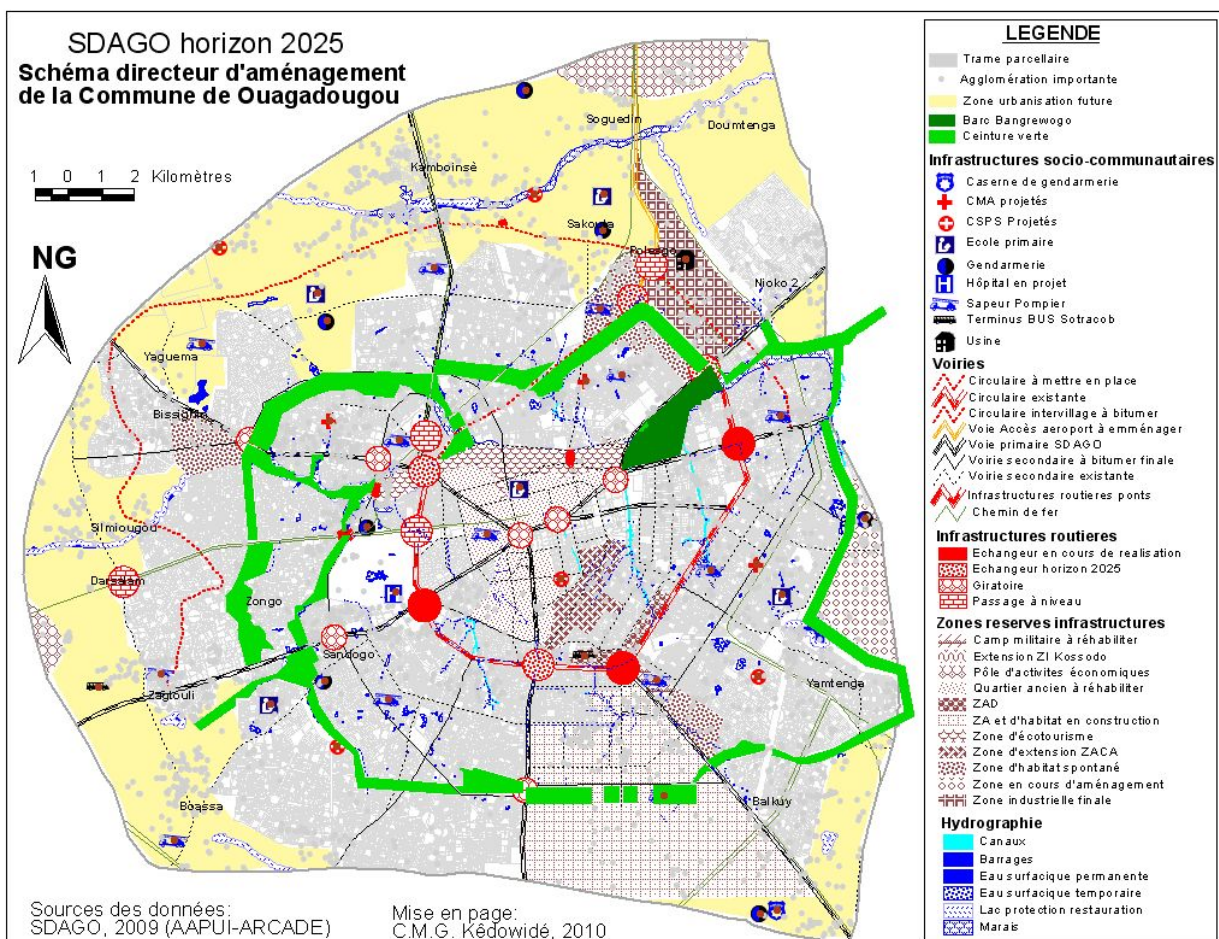 SDAGO horizon 2025
Schéma directeur d'aménagement
de la Commune de Ouagadougou
1 0 1 2 Kilomètres
NG
Soguedin
Doumtenga
Kamboinsè
Sakoula
Polesgo
Nioko 2
Yaguema
Bissighin
Silmiougou
Darsalam
Zongo
Sandogo
Zagtouli
Yamtenga
Boassa
Balkuy
Sources des données:
SDAGO, 2009 (AAPUI-ARCADE)
Mise en page:
C.M.G. Kêdowidé, 2010
LEGENDE
Trame parcellaire
Agglomération importante
Zone urbanisation future
Barc Bangrewogo
Ceinture verte
Infrastructures socio-communautaires
Caserne de gendarmerie
CMA projetés
CSPS Projetés
Ecole primaire
Gendarmerie
Hôpital en projet
Sapeur Pompier
Terminus BUS Sotracob
Usine
Voiries
Circulaire à mettre en place
Circulaire existante
Circulaire intervillage à bitumer
Voie Accès aeroport à emménager
Voie primaire SDAGO
Voirie secondaire à bitumer finale
Voirie secondaire existante
Infrastructures routieres ponts
Chemin de fer
Infrastructures routieres
Echangeur en cours de realisation
Echangeur horizon 2025
Giratoire
Passage à niveau
Zones reserves infrastructures
Camp militaire à réhabiliter
Extension ZI Kossodo
Pôle d'activites économiques
Quartier ancien à réhabiliter
ZAD
ZA et d'habitat en construction
Zone d'écotourisme
Zone d'extension ZACA
Zone d'habitat spontané
Zone en cours d'aménagement
Zone industrielle finale
Hydrographie
Canaux
Barrages
Eau surfacique permanente
Eau surfacique temporaire
Lac protection restauration
Marais